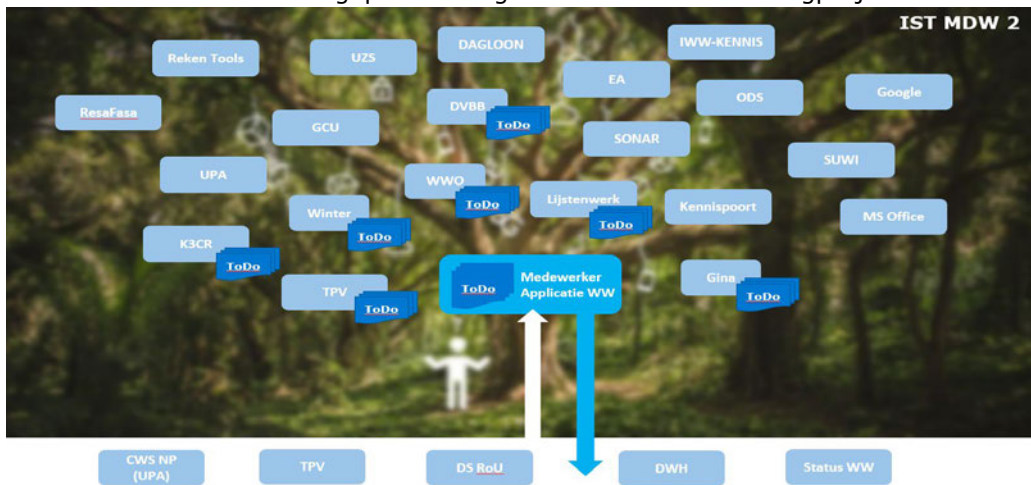 IST MDW 2
DAGLOON
IWW-KENNIS
Reken Tools
UZS
EA
Google
ODS
ResaFasa
DVBB
ToDo
GCU
SONAR
SUWI
UPA
WWO
ToDo
Lijstenwerk
ToDo
Kennispoort
Winter
ToDo
MS Office
K3CR
ToDo
ToDo
Medewerker
Applicatie WW
Gina
ToDo
TPV
ToDo
CWS NP
(UPA)
TPV
DS RoU
DWH
Status WW